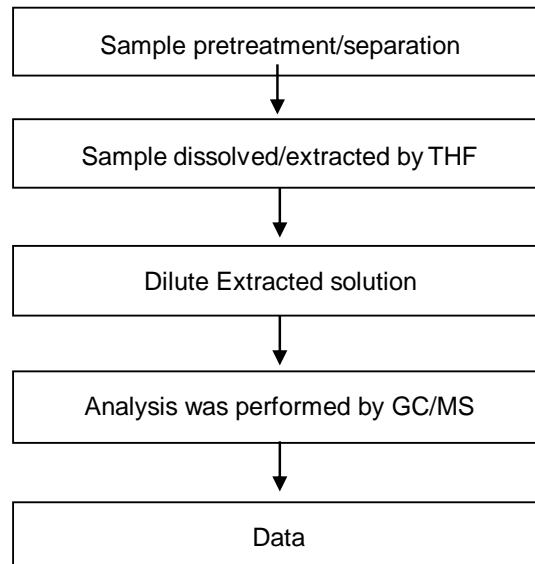 Sample pretreatment/separation
Sample dissolved/extracted by THF
Dilute Extracted solution
Analysis was performed by GC/MS
Data